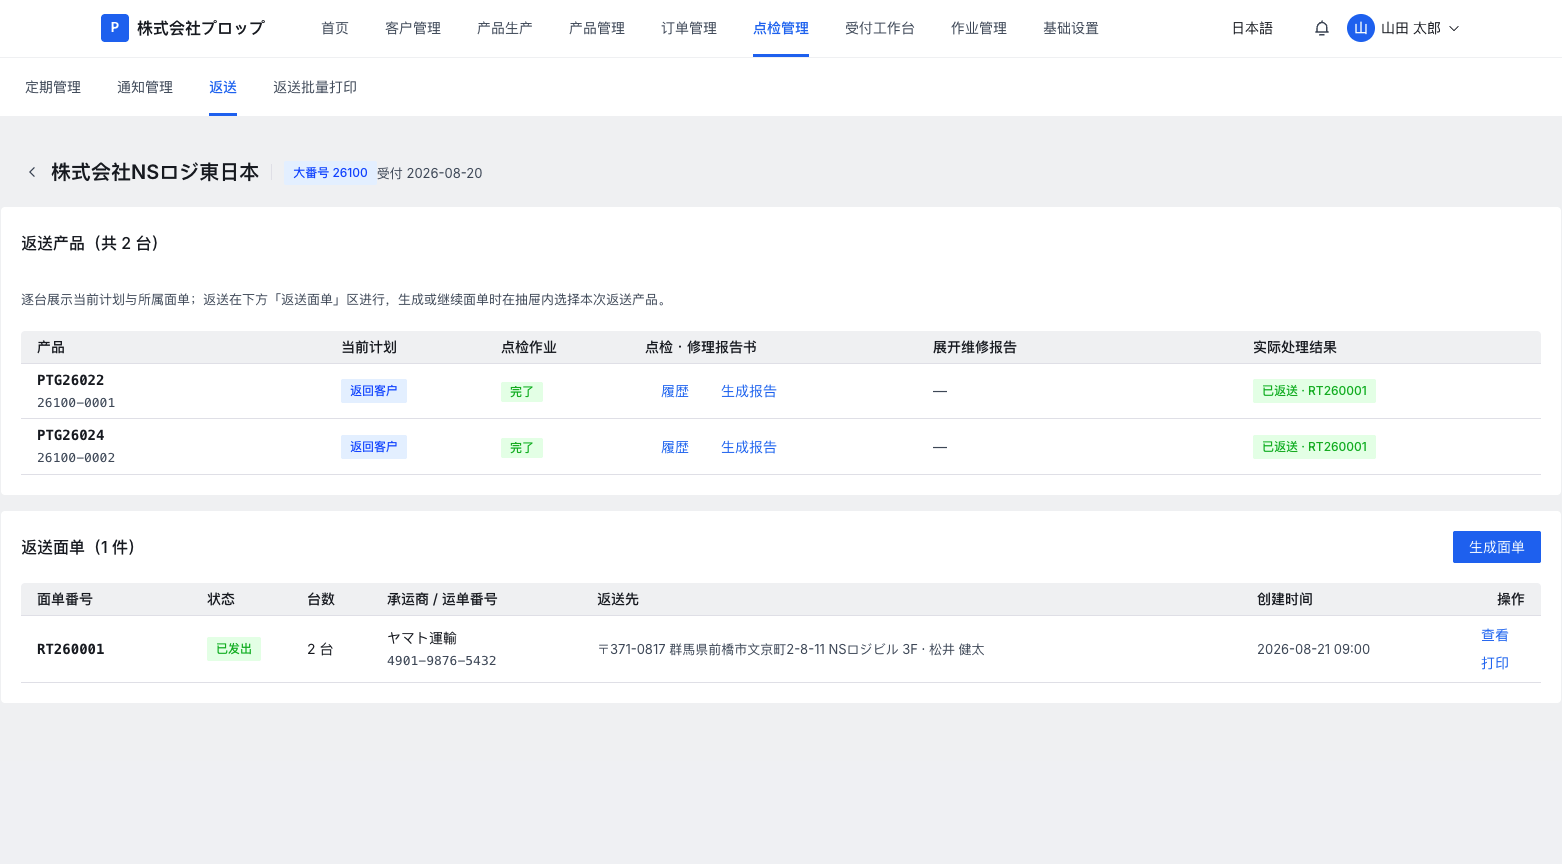 P 株式会社プロップ 首页 客户管理 产品生产 产品管理 订单管理 点检管理 受付工作台 作业管理 基础设置 日本語 山 山田 太郎
定期管理 通知管理 返送 返送批量打印
株式会社NSロジ東日本 大番号 26100 受付 2026-08-20
返送产品（共 2 台）
逐台展示当前计划与所属面单；返送在下方「返送面单」区进行，生成或继续面单时在抽屉内选择本次返送产品。
产品 当前计划 点检作业 点检 · 修理报告书 展开维修报告 实际处理结果
PTG26022
26100-0001 返回客户 完了 履歴 生成报告 — 已返送 · RT260001
PTG26024
26100-0002 返回客户 完了 履歴 生成报告 — 已返送 · RT260001
返送面单（1 件） 生成面单
面单番号 状态 台数 承运商 / 运单番号 返送先 创建时间 操作
RT260001 已发出 2 台 ヤマト運輸 〒371-0817 群馬県前橋市文京町2-8-11 NSロジビル 3F · 松井 健太 2026-08-21 09:00 查看
4901-9876-5432 打印